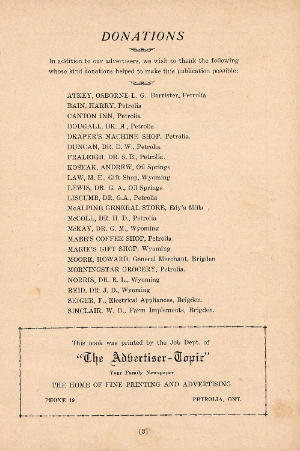 DONATIONS
In addition to our advertisers, we wish to thank the following
whose kind donations helped to make this publication possible:
ATKEY, OSBORNE L. G. Barrister, Petrolia
BAIN, HARRY, Petrolia
CANTON INN, Petrolia
DOUGALL, DR. H., Petrolia
DRAPER'S MACHINE SHOP, Petrolia.
DUNCAN, DR. D. W. Petrolia.
FRALEIGH, DR. S. B., Petrolia.
ANDREW, Oil Springs
LAW, M. E., Gift Shop, Wyoming
LEWIS, DR. G. A., Oil Springs
LISCUMB, DR. G.A., Petrolia
McALPINE GENERAL STORE, Edy's Mills
McCOLL, DR. H. D., Petrolia
McKAY, DR. G. M., Wyoming
MABE'S COFFEE SHOP, Petrolia
MARIE'S GIFT SHOP, Wyoming
MOORE, HOWARD, General Merchant, Brigden
MORNINGSTAR GROCERY, Petrolia.
NORRIS, DR. R. L., Wyoming
REID, DR. J. D., Wyoming
SEIGER, F., Electrical Appliances, Brigden.
SINCLAIR, W. D., Farm Implements, Brigden.
This book was printed by the Job Dept. of
"The Advertiser-Topic"
Your Family Newspaper
THE HOME OF FINE PRINTING AND ADVERTISING
PHONE 19 PETROLIA, ONT.